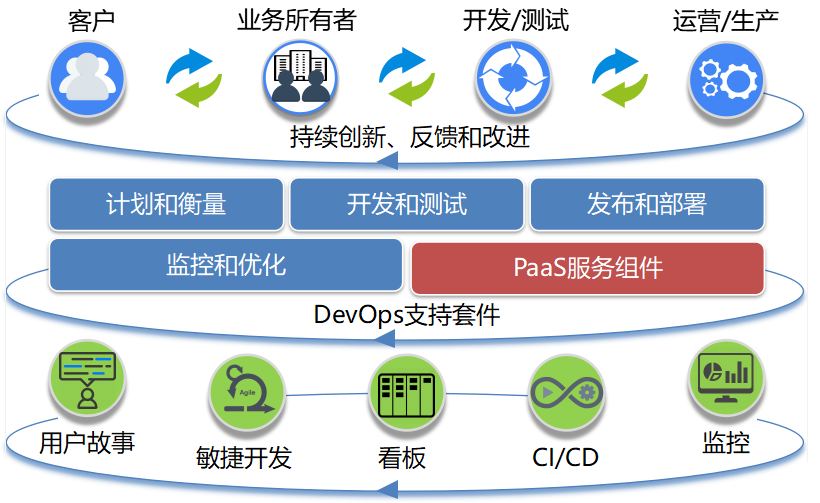 客户
业务所有者
开发/测试
运营/生产
持续创新、反馈和改进
计划和衡量
开发和测试
发布和部署
监控和优化
PaaS服务组件
DevOps支持套件
Agile
用户故事
敏捷开发
看板
CI/CD
监控